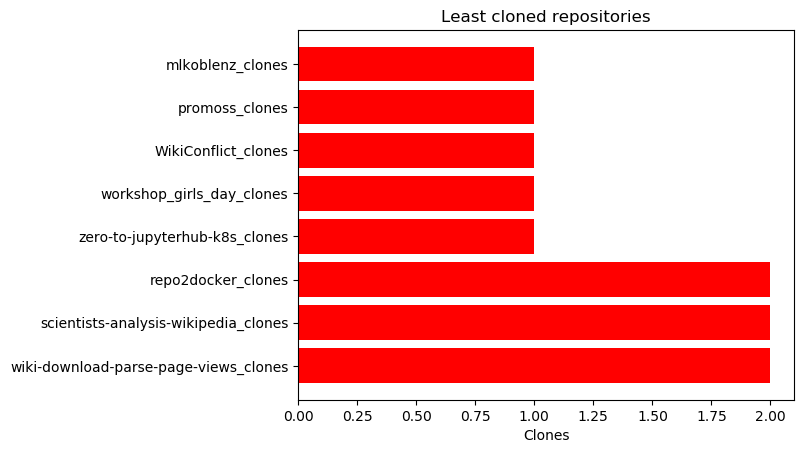 Least cloned repositories
mlkoblenz_clones
promoss_clones
WikiConflict_clones
workshop_girls_day_clones
zero-to-jupyterhub-k8s_clones
repo2docker_clones
scientists-analysis-wikipedia_clones
wiki-download-parse-page-views_clones
0.00 0.25 0.50 0.75 1.00 1.25 1.50 1.75 2.00
Clones